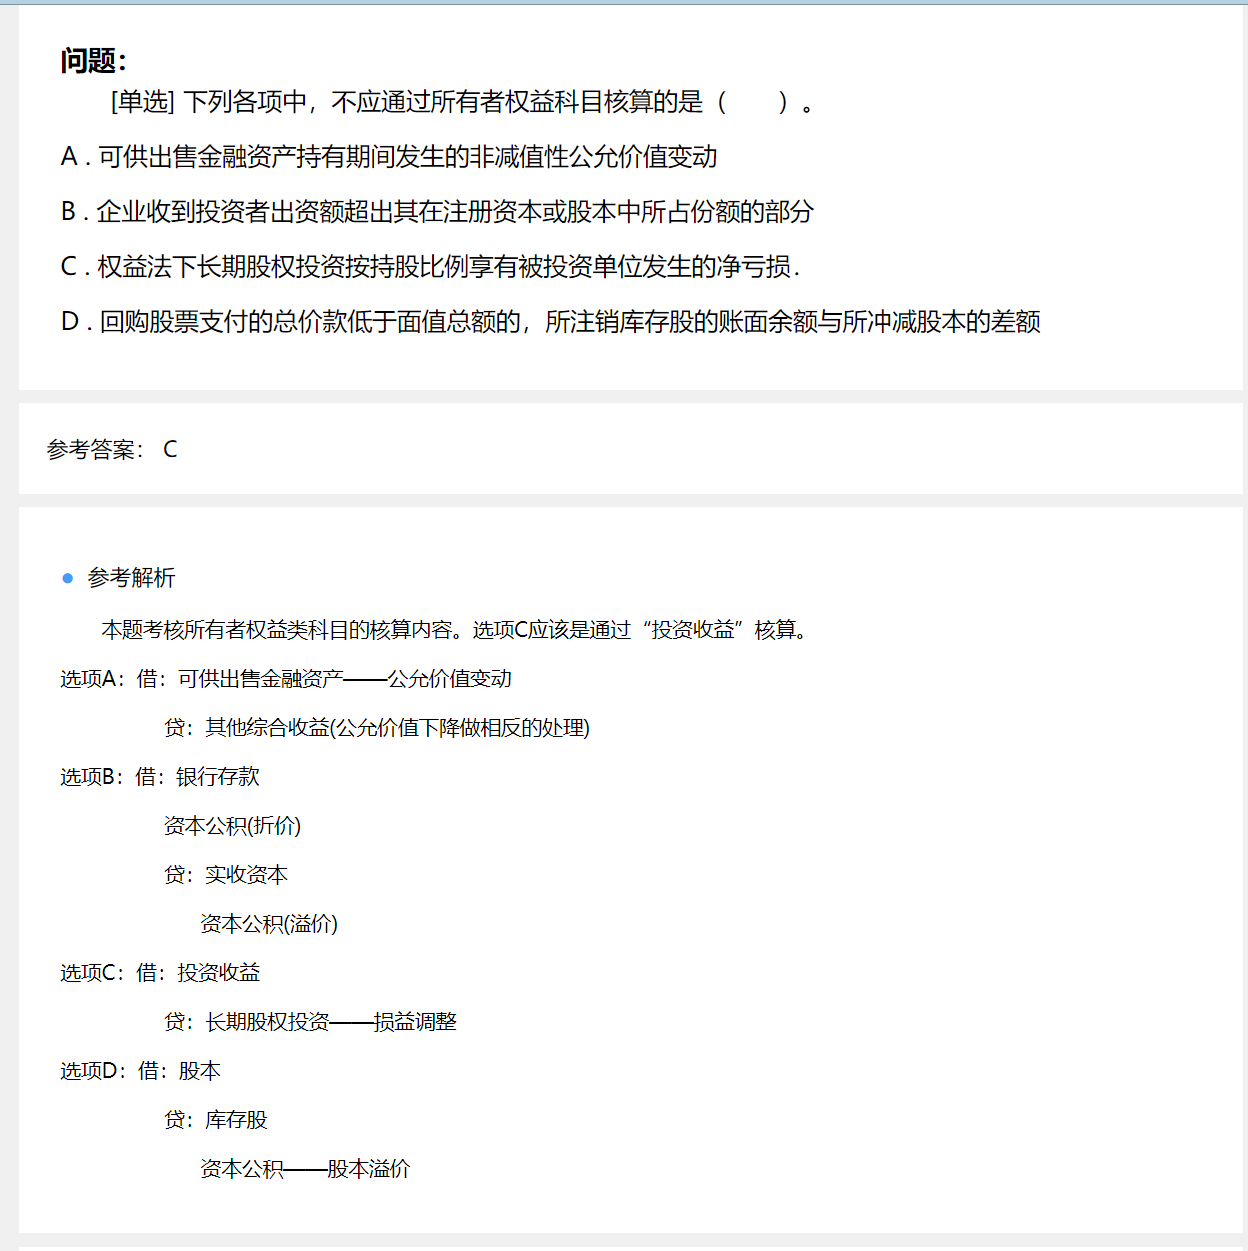 问题：
[单选] 下列各项中，不应通过所有者权益科目核算的是（　　）。
A . 可供出售金融资产持有期间发生的非减值性公允价值变动
B . 企业收到投资者出资额超出其在注册资本或股本中所占份额的部分
C . 权益法下长期股权投资按持股比例享有被投资单位发生的净亏损.
D . 回购股票支付的总价款低于面值总额的，所注销库存股的账面余额与所冲减股本的差额
参考答案： C
参考解析
本题考核所有者权益类科目的核算内容。选项C应该是通过“投资收益”核算。
选项A：借：可供出售金融资产——公允价值变动
贷：其他综合收益(公允价值下降做相反的处理)
选项B：借：银行存款
资本公积(折价)
贷：实收资本
资本公积(溢价)
选项C：借：投资收益
贷：长期股权投资——损益调整
选项D：借：股本
贷：库存股
资本公积——股本溢价